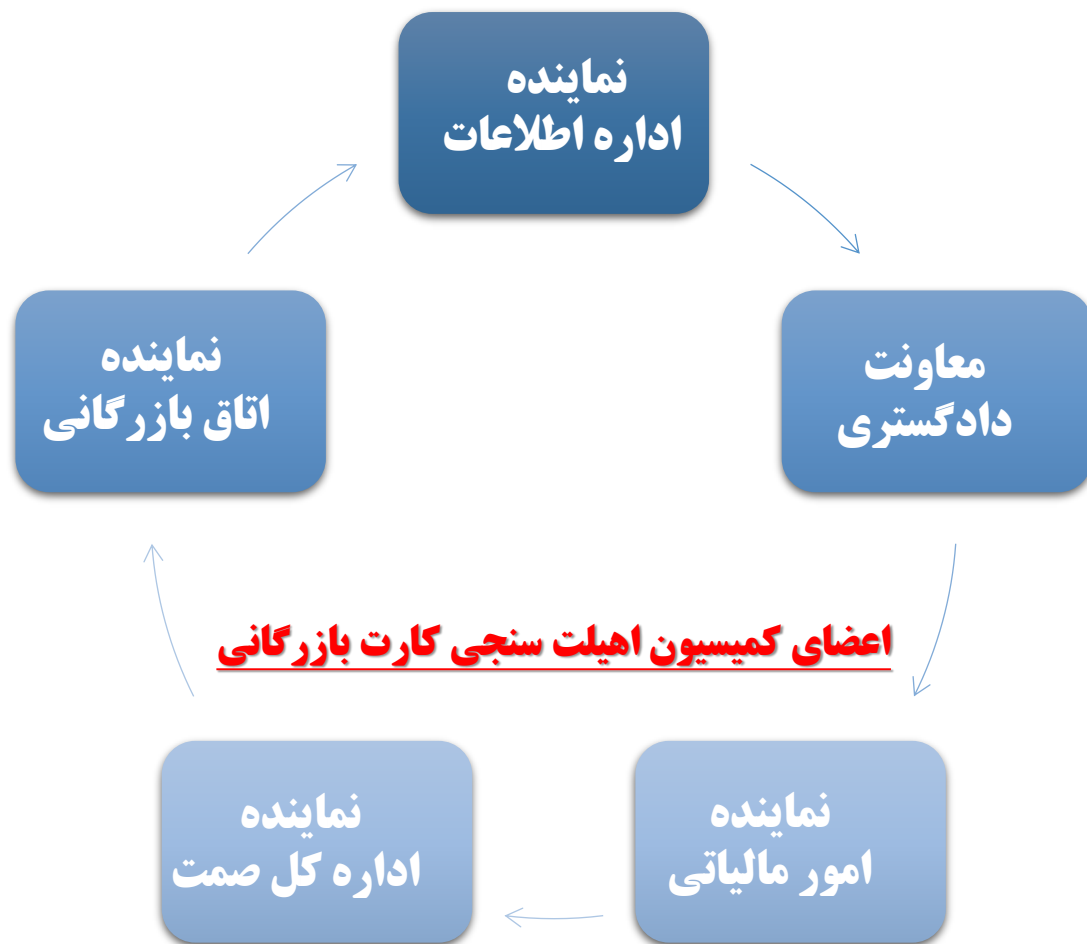 نماینده
اداره اطلاعات
معاونت
دادگستری
نماینده
اتاق بازرگانی
اعضای کمیسیون اهیلت سنجی کارت بازرگانی
نماینده
امور مالیاتی
نماینده
اداره کل صمت